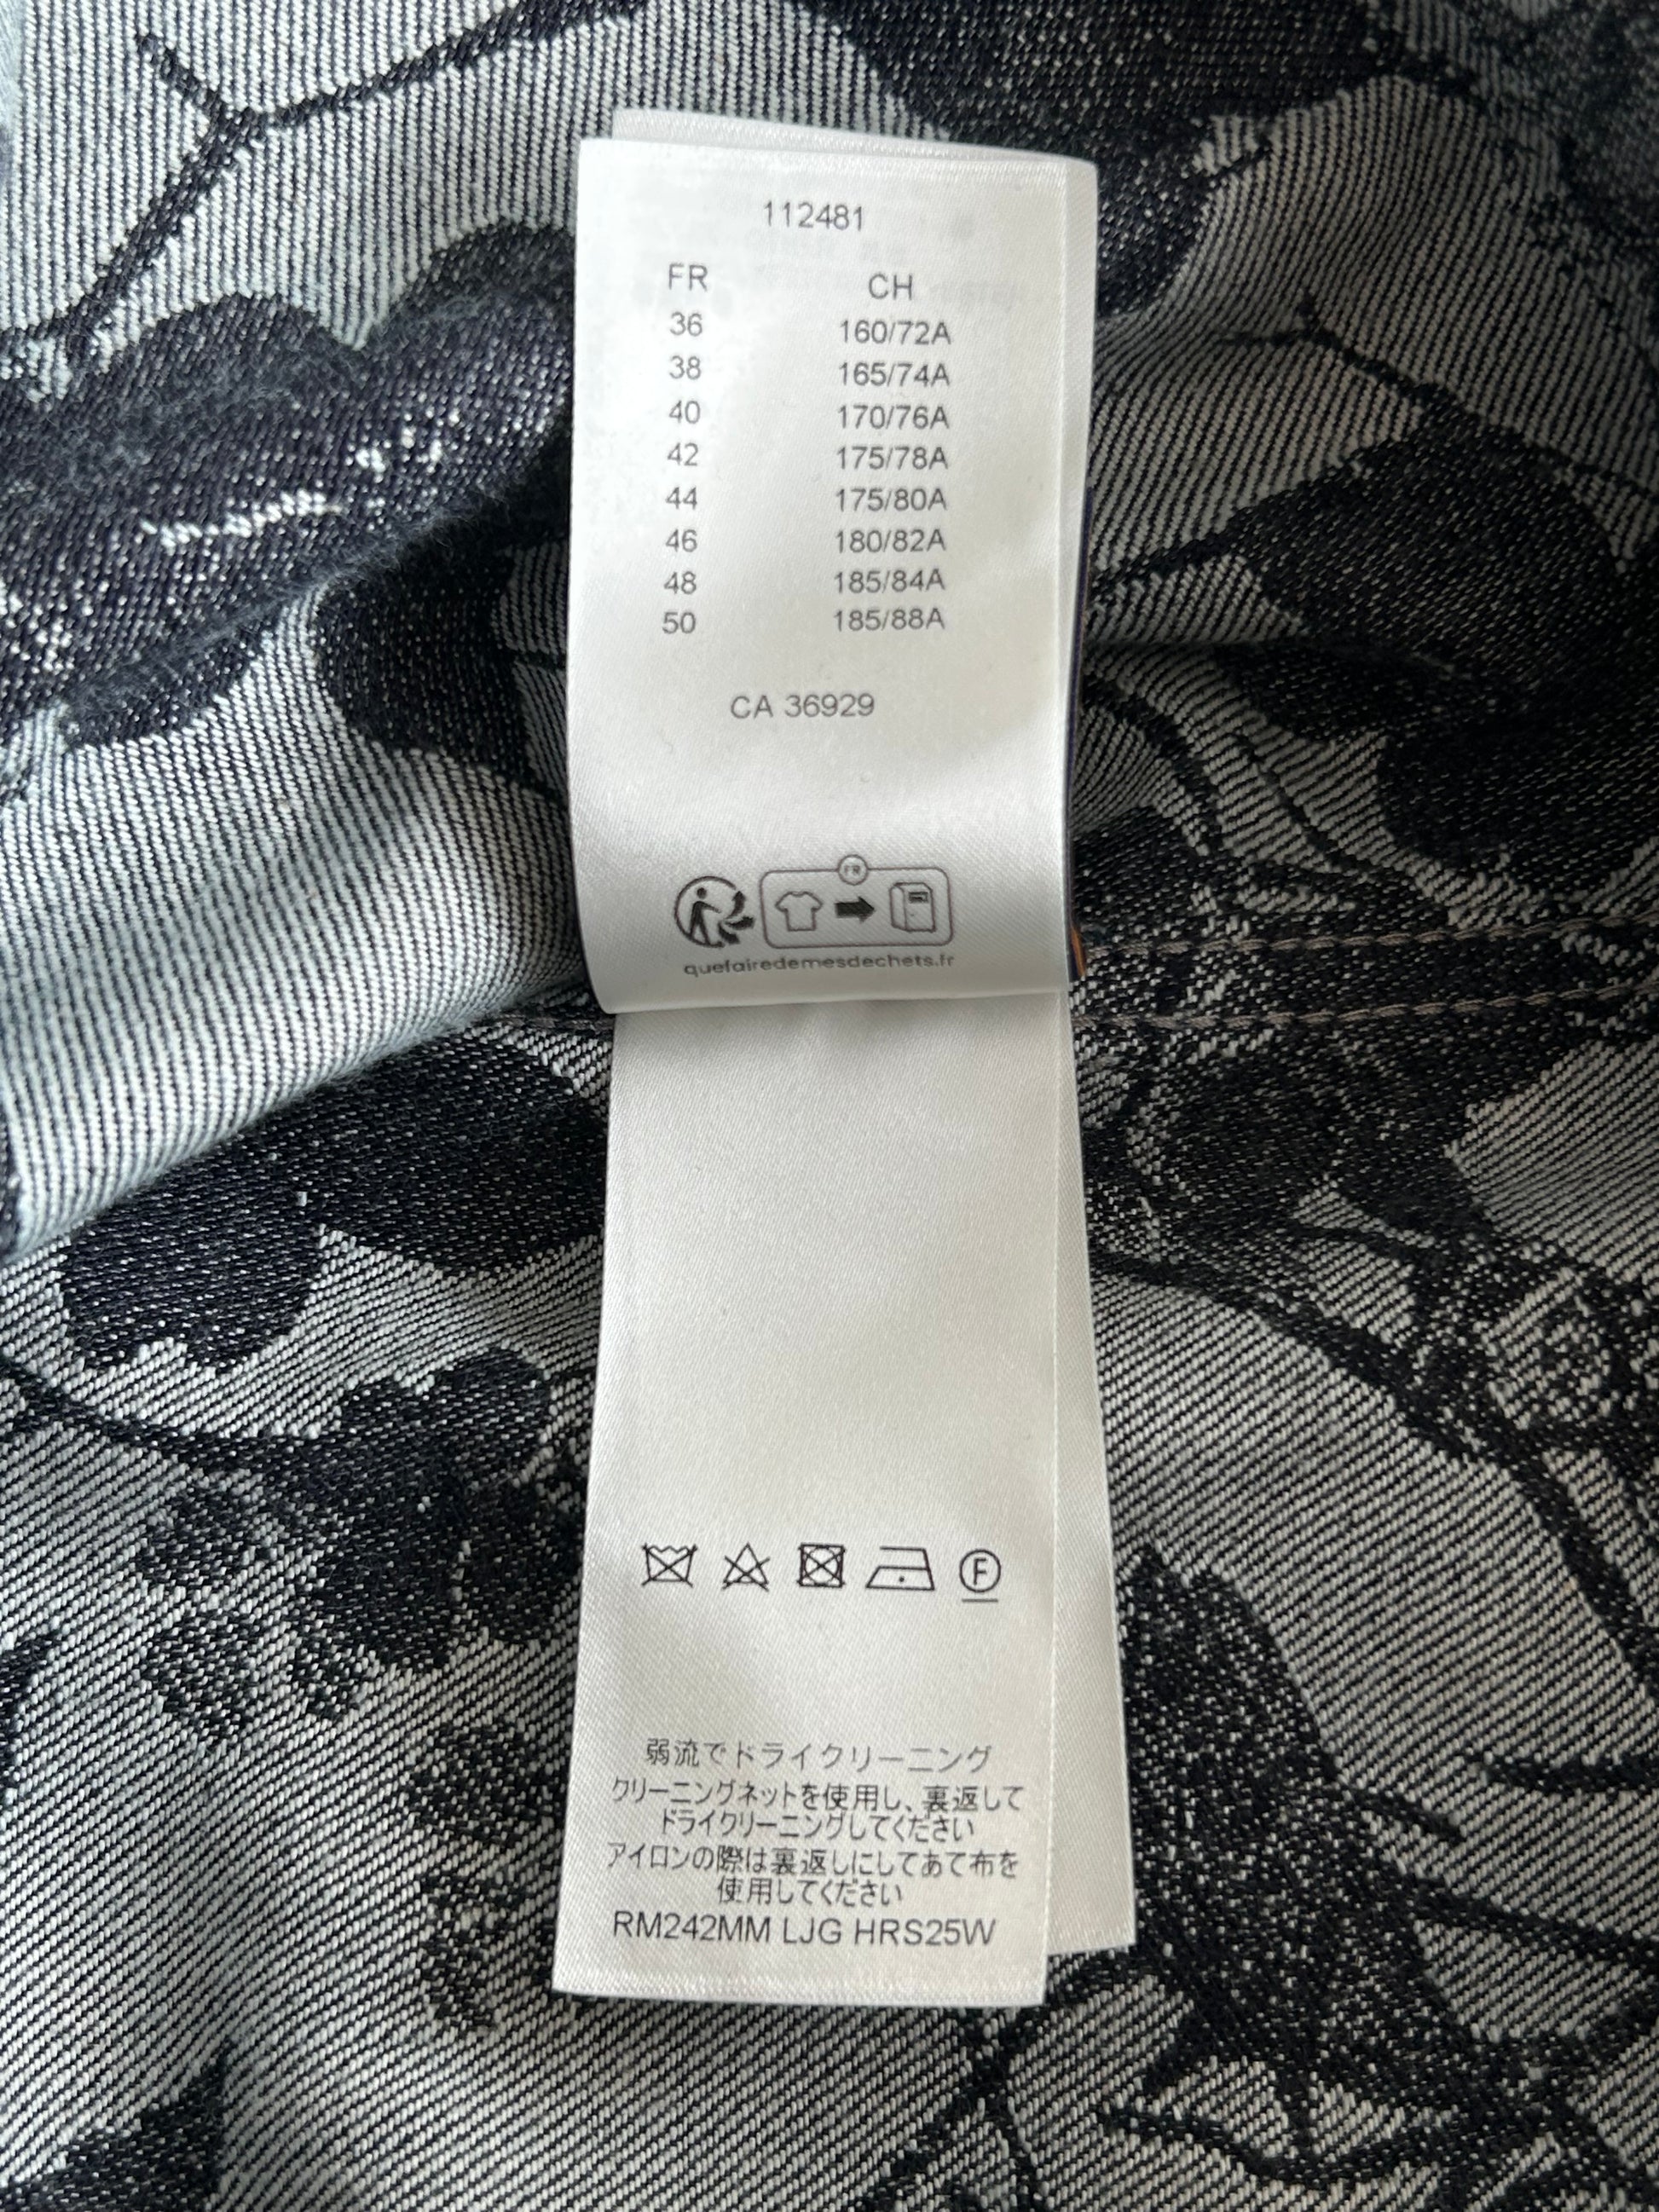 112481
FR CH
36 160/72A
38 165/74A
40 170/76A
42 175/78A
44 175/80A
46 180/82A
48 185/84A
50 185/88A
CA 36929
FR
quefairedemesdechets.fr
F
弱流でドライクリーニング
クリーニングネットを使用し、裏返して
ドライクリーニングしてください
アイロンの際は裏返しにしてあて布を
使用してください
RM242MM LJG HRS25W